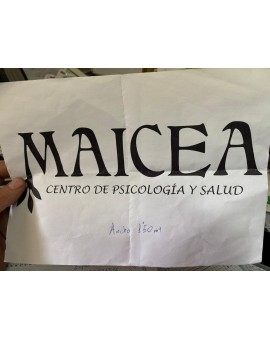 MAICEA
CENTRO DE PSICOLOGÍA Y SALUD